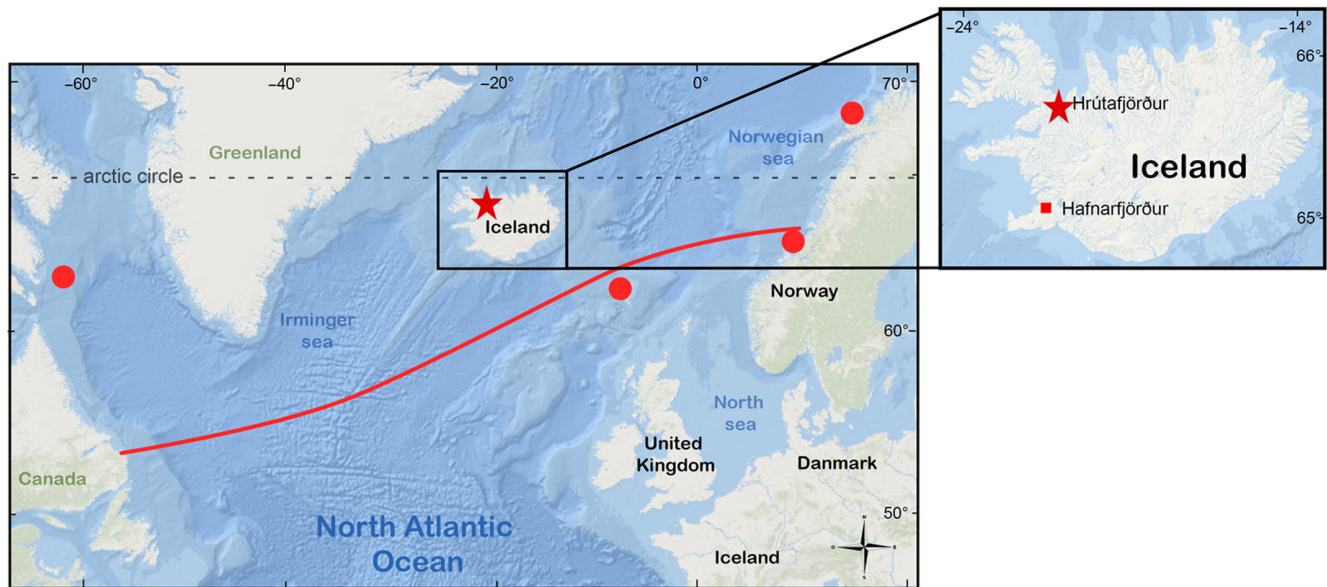 −24
−14
66°
Hrútafjörður
Iceland
Hafnarfjörður
65°
−60°
−40°
−20°
0°
70°
Norwegian
sea
Greenland
arctic circle
Iceland
Norway
Irminger
sea
60°
North
sea
United
Kingdom
Danmark
Canada
50°
North Atlantic
Ocean
Iceland
N
O
E
S